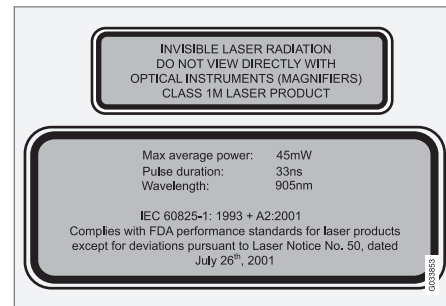 INVISIBLE LASER RADIATION
DO NOT VIEW DIRECTLY WITH
OPTICAL INSTRUMENTS (MAGNIFIERS)
CLASS 1M LASER PRODUCT
Max average power: 45mW
Pulse duration: 33ns
Wavelength: 905nm
IEC 60825-1: 1993 + A2:2001
Complies with FDA performance standards for laser products
except for deviations pursuant to Laser Notice No. 50, dated
July 26th, 2001
G033853